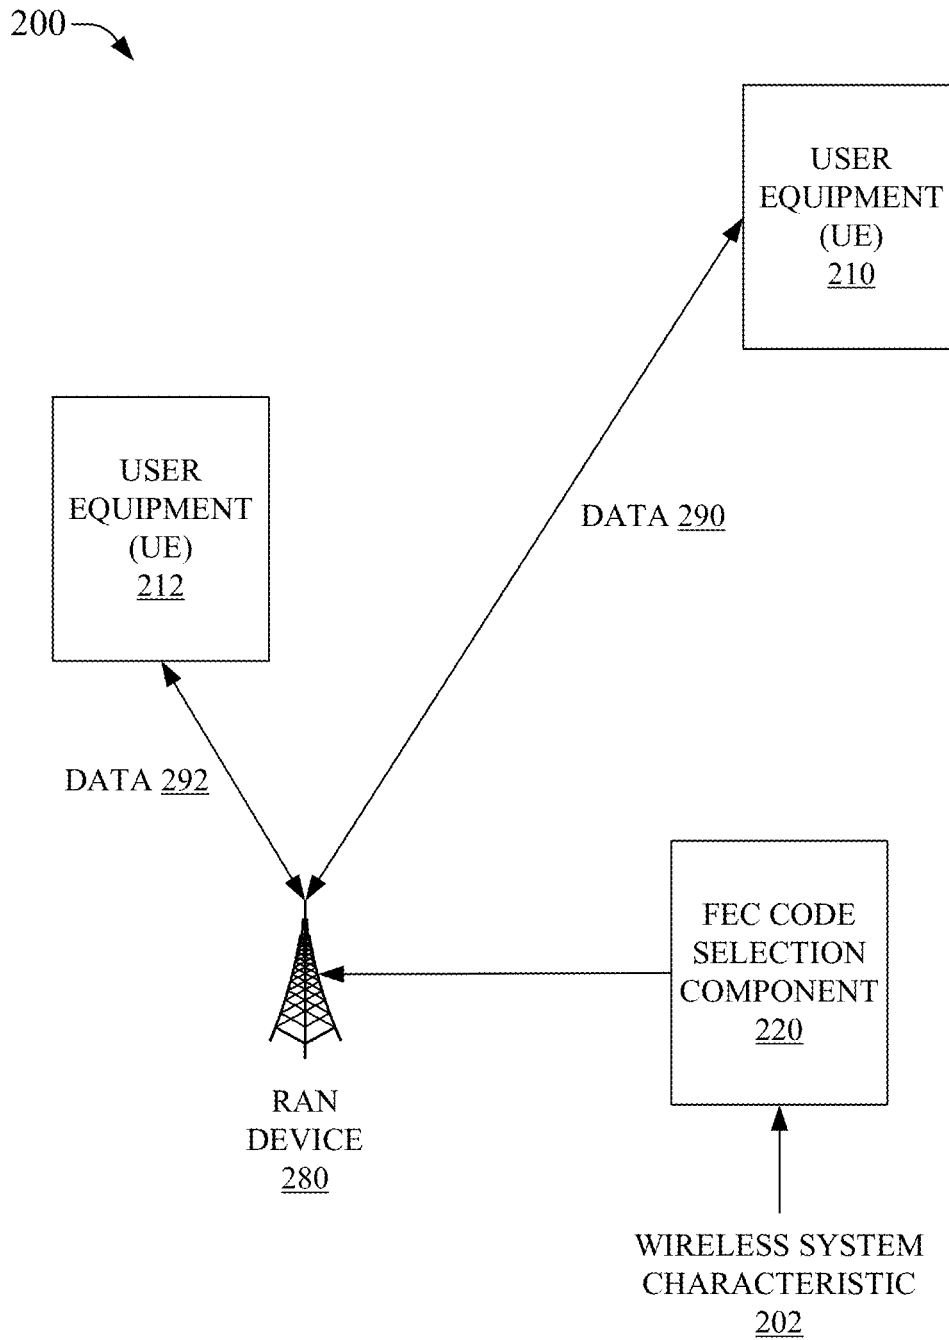 200
USER
EQUIPMENT
(UE)
210
USER
EQUIPMENT
(UE)
212
DATA 290
DATA 292
FEC CODE
SELECTION
COMPONENT
220
RAN
DEVICE
280
WIRELESS SYSTEM
CHARACTERISTIC
202